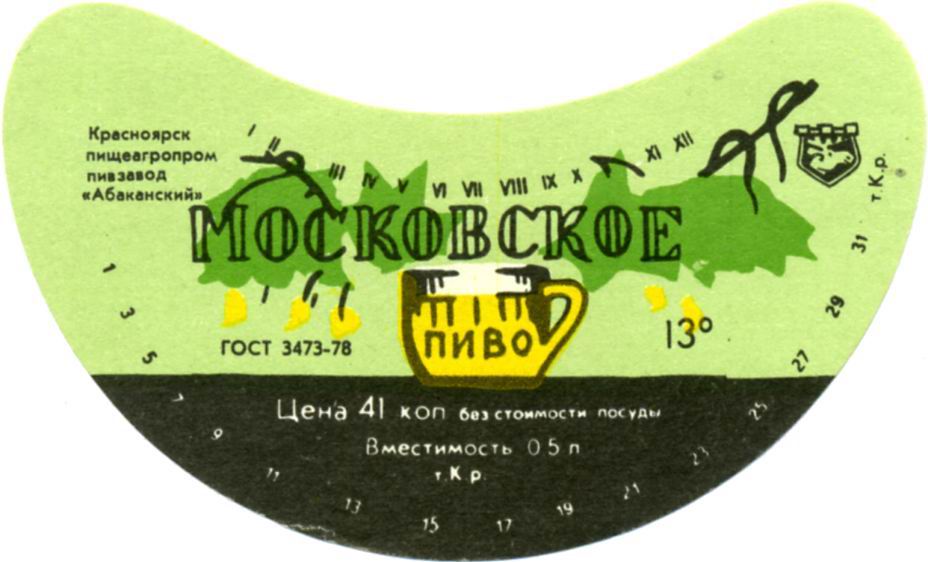 Красноярск
пищеагропром
пивзавод
«Абаканский»
I II III IV V VI VII VIII IX X XI XII
т.К.р.
МОСКОВСКОЕ
ПИВО
ГОСТ 3473-78
13°
Цена 41 коп без стоимости посуды
Вместимость 0 5 л
т.К р.
1 3 5 7 9 11 13 15 17 19 21 23 25 27 29 31